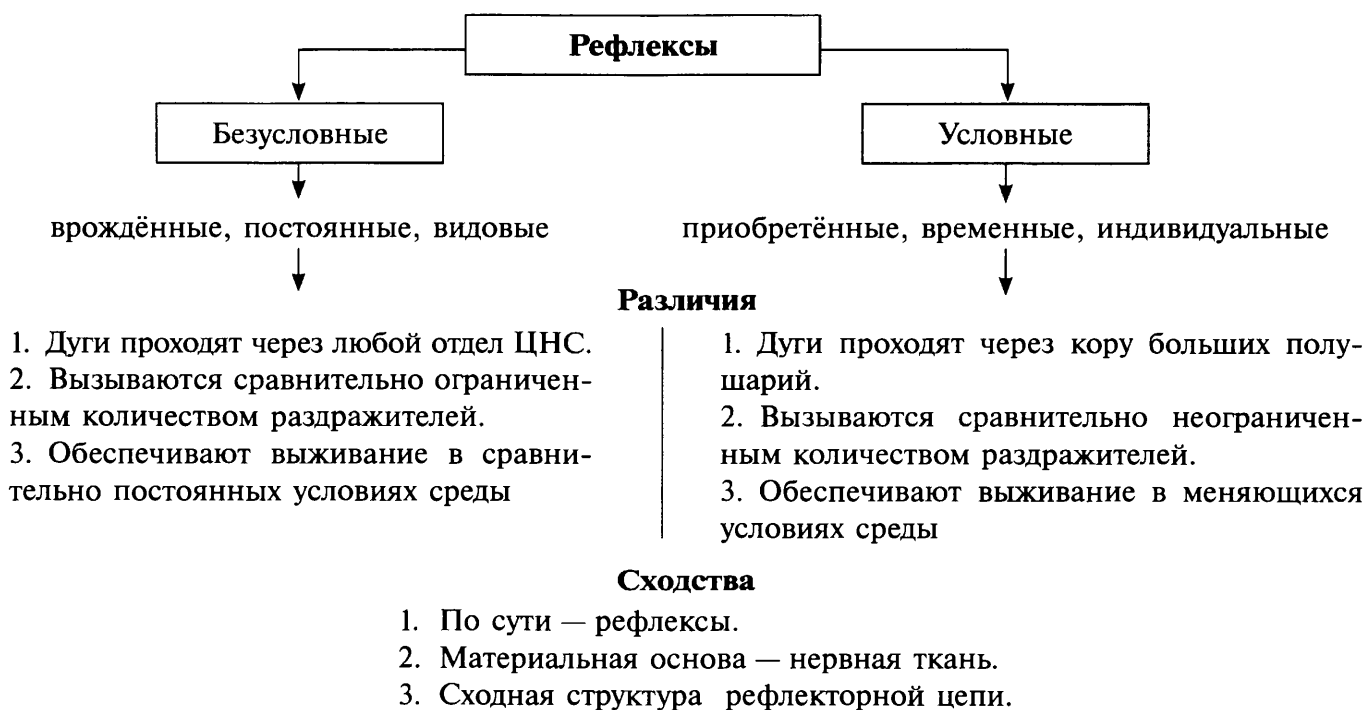 Рефлексы
Безусловные
Условные
врождённые, постоянные, видовые
приобретённые, временные, индивидуальные
Различия
1. Дуги проходят через любой отдел ЦНС.
2. Вызываются сравнительно ограничен-
ным количеством раздражителей.
3. Обеспечивают выживание в сравни-
тельно постоянных условиях среды
1. Дуги проходят через кору больших полу-
шарий.
2. Вызываются сравнительно неограничен-
ным количеством раздражителей.
3. Обеспечивают выживание в меняющихся
условиях среды
Сходства
1. По сути — рефлексы.
2. Материальная основа — нервная ткань.
3. Сходная структура рефлекторной цепи.